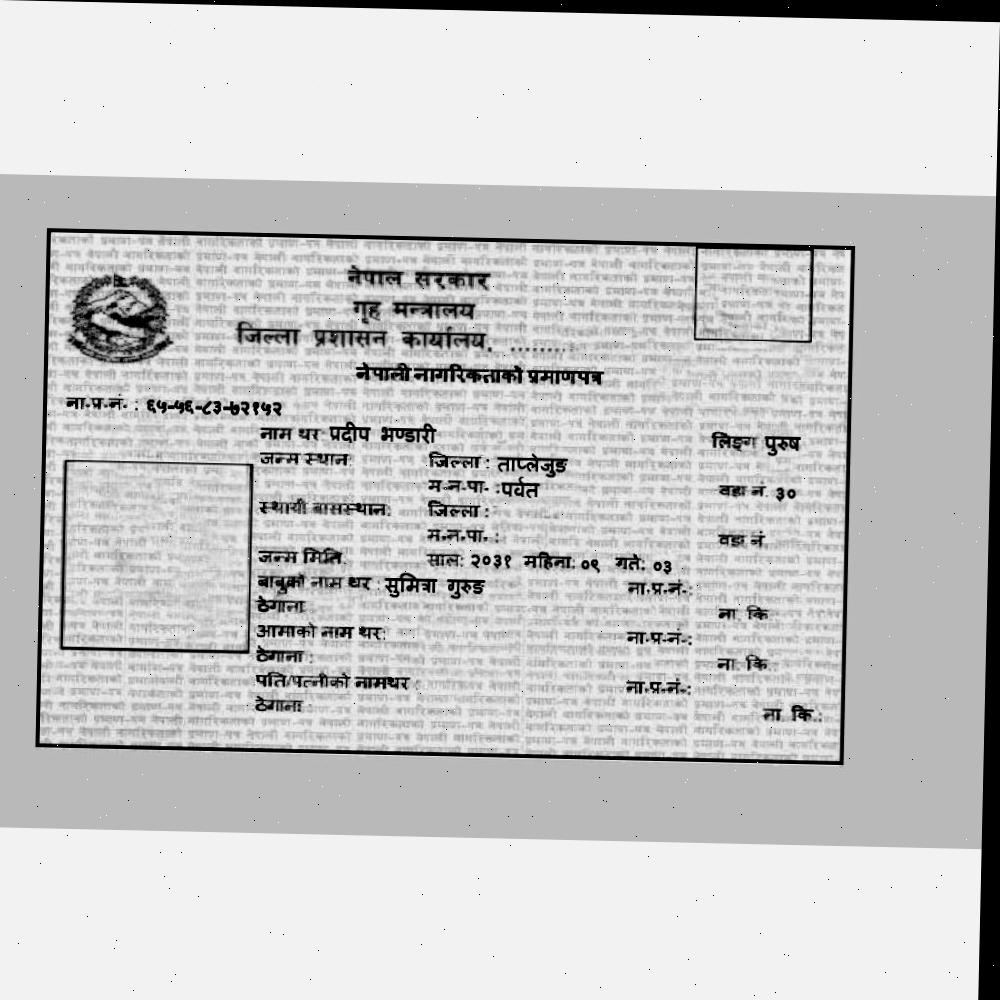 नेपाल सरकार
गृह मन्त्रालय
जिल्ला प्रशासन कार्यालय, .........
नेपाली नागरिकताको प्रमाणपत्र
ना.प्र.नं. : ६५-५६-८३-७२१५२
नाम थर प्रदीप भण्डारी लिङ्ग पुरुष
जन्म स्थान: जिल्ला : ताप्लेजुङ
म.न.पा. :पर्वत वडा नं. ३०
स्थायी बासस्थान: जिल्ला :
म.न.पा. : वडा नं.
जन्म मिति: साल: २०३१ महिना: ०९ गते: ०३
बाबुको नाम थर : सुमित्रा गुरुङ ना.प्र.नं.:
ठेगाना : ना. कि.:
आमाको नाम थर: ना.प्र.नं.:
ठेगाना : ना. कि.:
पति/पत्नीको नामथर : ना.प्र.नं.:
ठेगाना : ना. कि.: